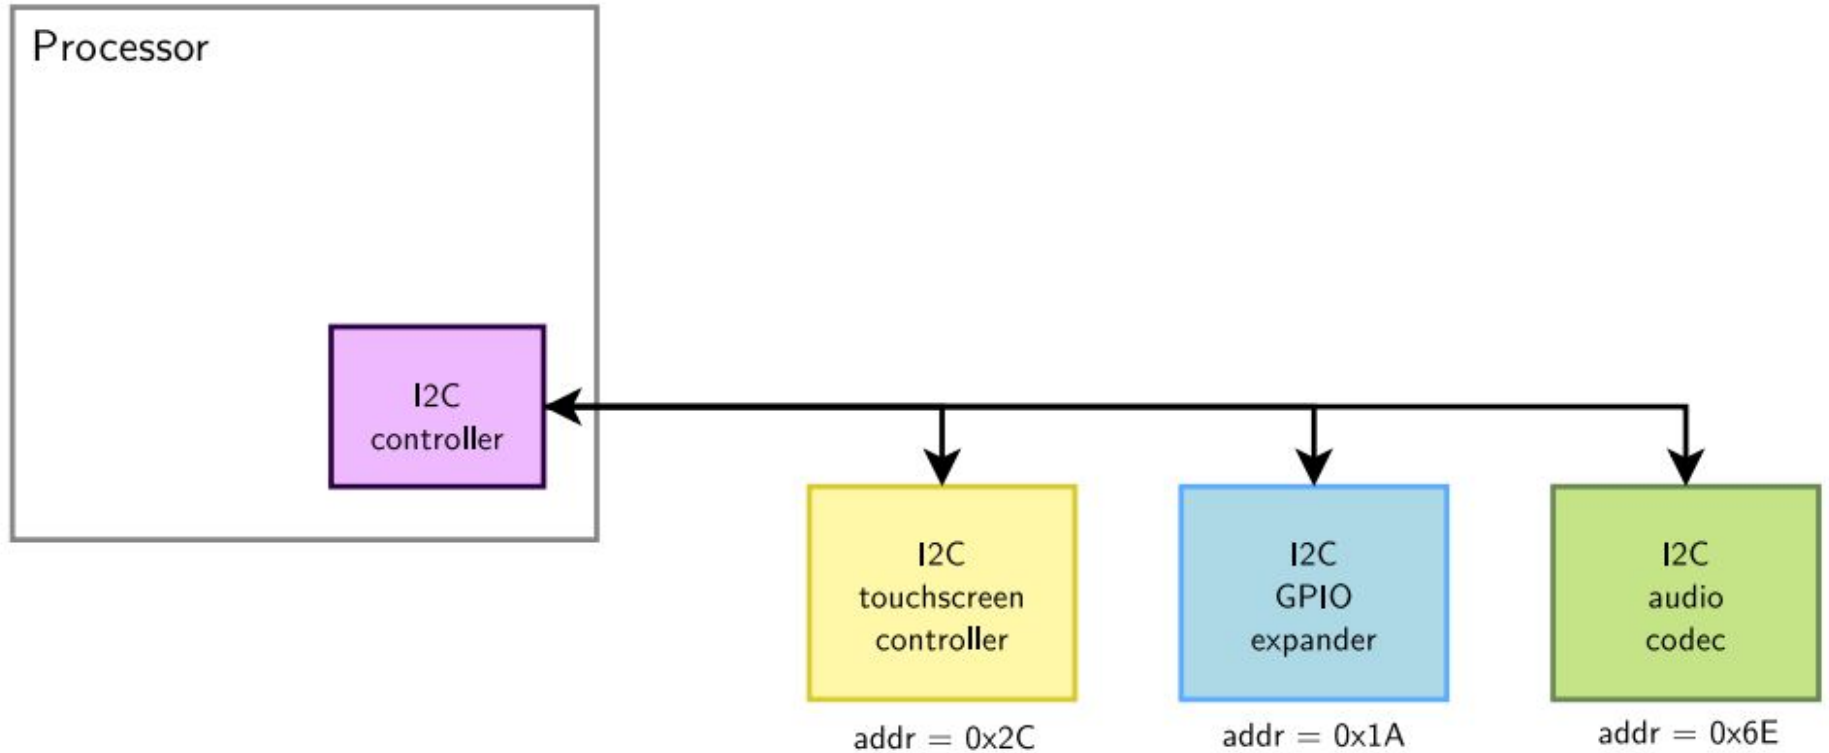 Processor
I2C
controller
I2C
touchscreen
controller
addr = 0x2C
I2C
GPIO
expander
addr = 0x1A
I2C
audio
codec
addr = 0x6E